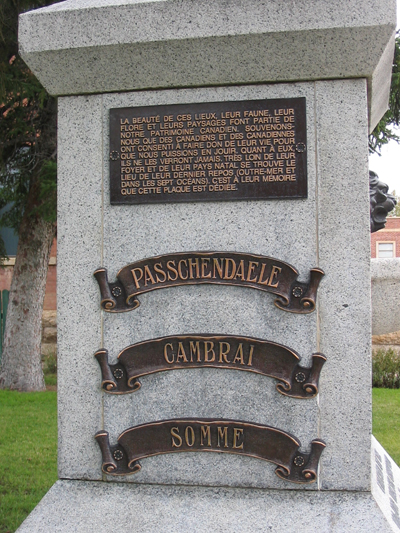 LA BEAUTÉ DE CES LIEUX, LEUR FAUNE, LEUR
FLORE ET LEURS PAYSAGES FONT PARTIE DE
NOTRE PATRIMOINE CANADIEN. SOUVENONS-
NOUS QUE DES CANADIENS ET DES CANADIENNES
ONT CONSENTI À FAIRE DON DE LEUR VIE POUR
QUE NOUS PUISSIONS EN JOUIR. QUANT À EUX,
ILS NE LES VERRONT JAMAIS. TRÈS LOIN DE LEUR
FOYER ET DE LEUR PAYS NATAL SE TROUVE LE
LIEU DE LEUR DERNIER REPOS (OUTRE-MER ET
DANS LES SEPT OCÉANS). C'EST À LEUR MÉMOIRE
QUE CETTE PLAQUE EST DÉDIÉE.
PASSCHENDAELE
CAMBRAI
SOMME